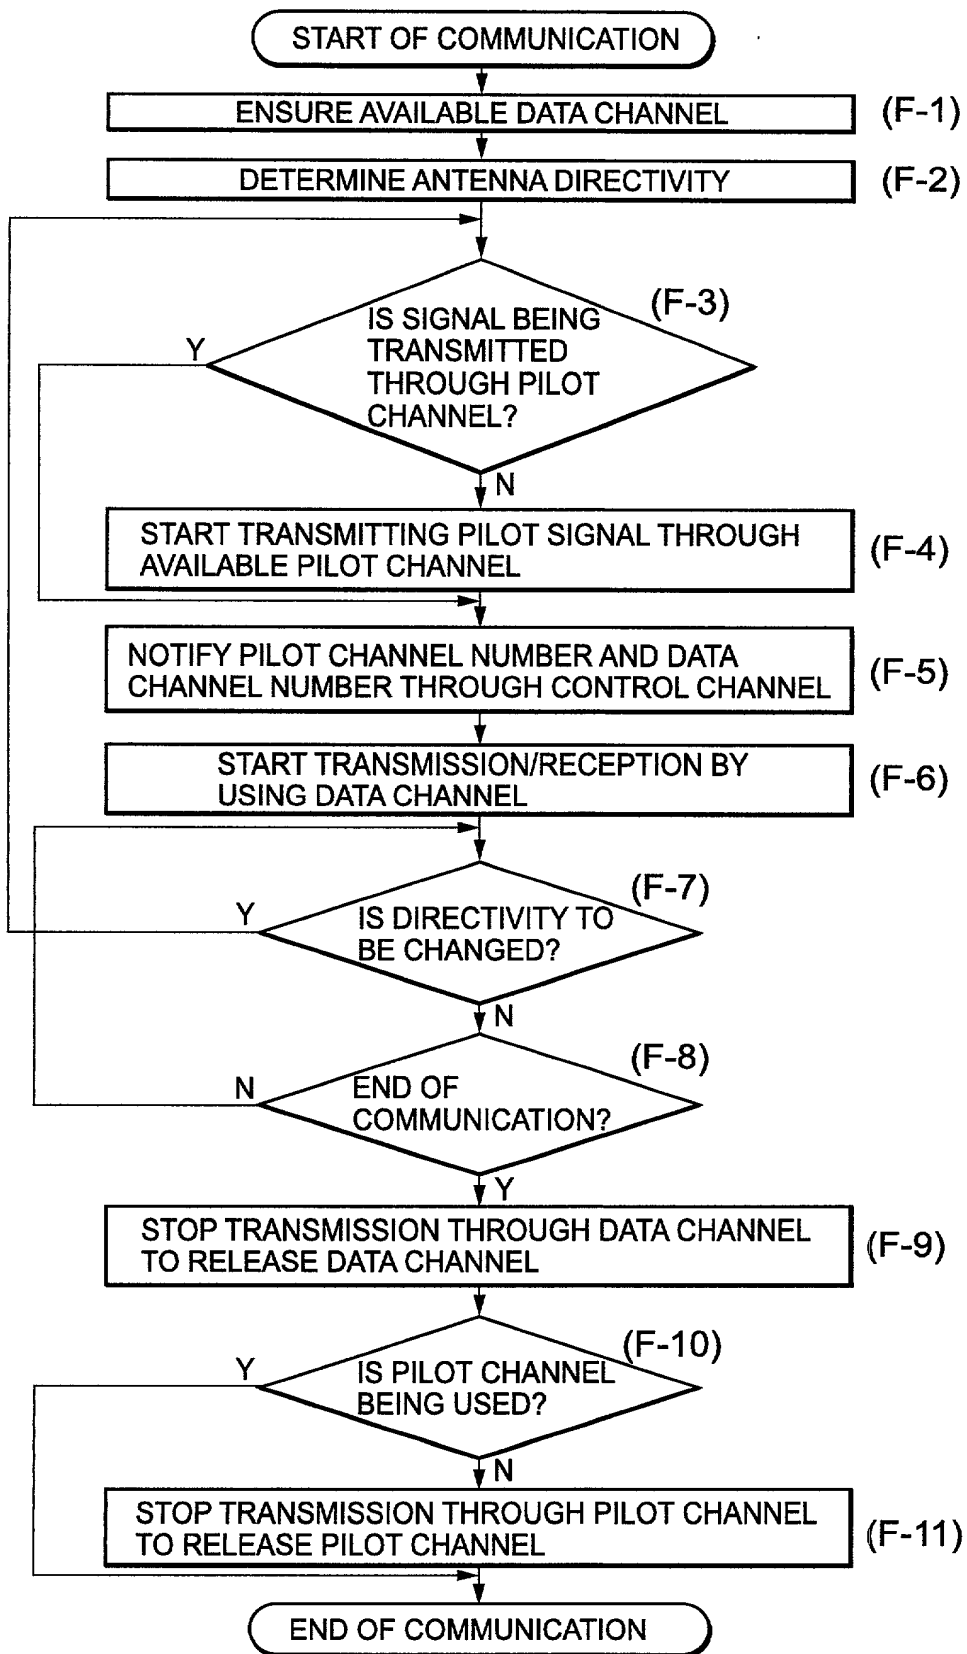 START OF COMMUNICATION
ENSURE AVAILABLE DATA CHANNEL
(F-1)
DETERMINE ANTENNA DIRECTIVITY
(F-2)
(F-3)
IS SIGNAL BEING
TRANSMITTED
THROUGH PILOT
CHANNEL?
Y
N
START TRANSMITTING PILOT SIGNAL THROUGH
AVAILABLE PILOT CHANNEL
(F-4)
NOTIFY PILOT CHANNEL NUMBER AND DATA
CHANNEL NUMBER THROUGH CONTROL CHANNEL
(F-5)
START TRANSMISSION/RECEPTION BY
USING DATA CHANNEL
(F-6)
(F-7)
Y
IS DIRECTIVITY TO
BE CHANGED?
N
(F-8)
N
END OF
COMMUNICATION?
Y
STOP TRANSMISSION THROUGH DATA CHANNEL
TO RELEASE DATA CHANNEL
(F-9)
(F-10)
Y
IS PILOT CHANNEL
BEING USED?
N
STOP TRANSMISSION THROUGH PILOT CHANNEL
TO RELEASE PILOT CHANNEL
(F-11)
END OF COMMUNICATION